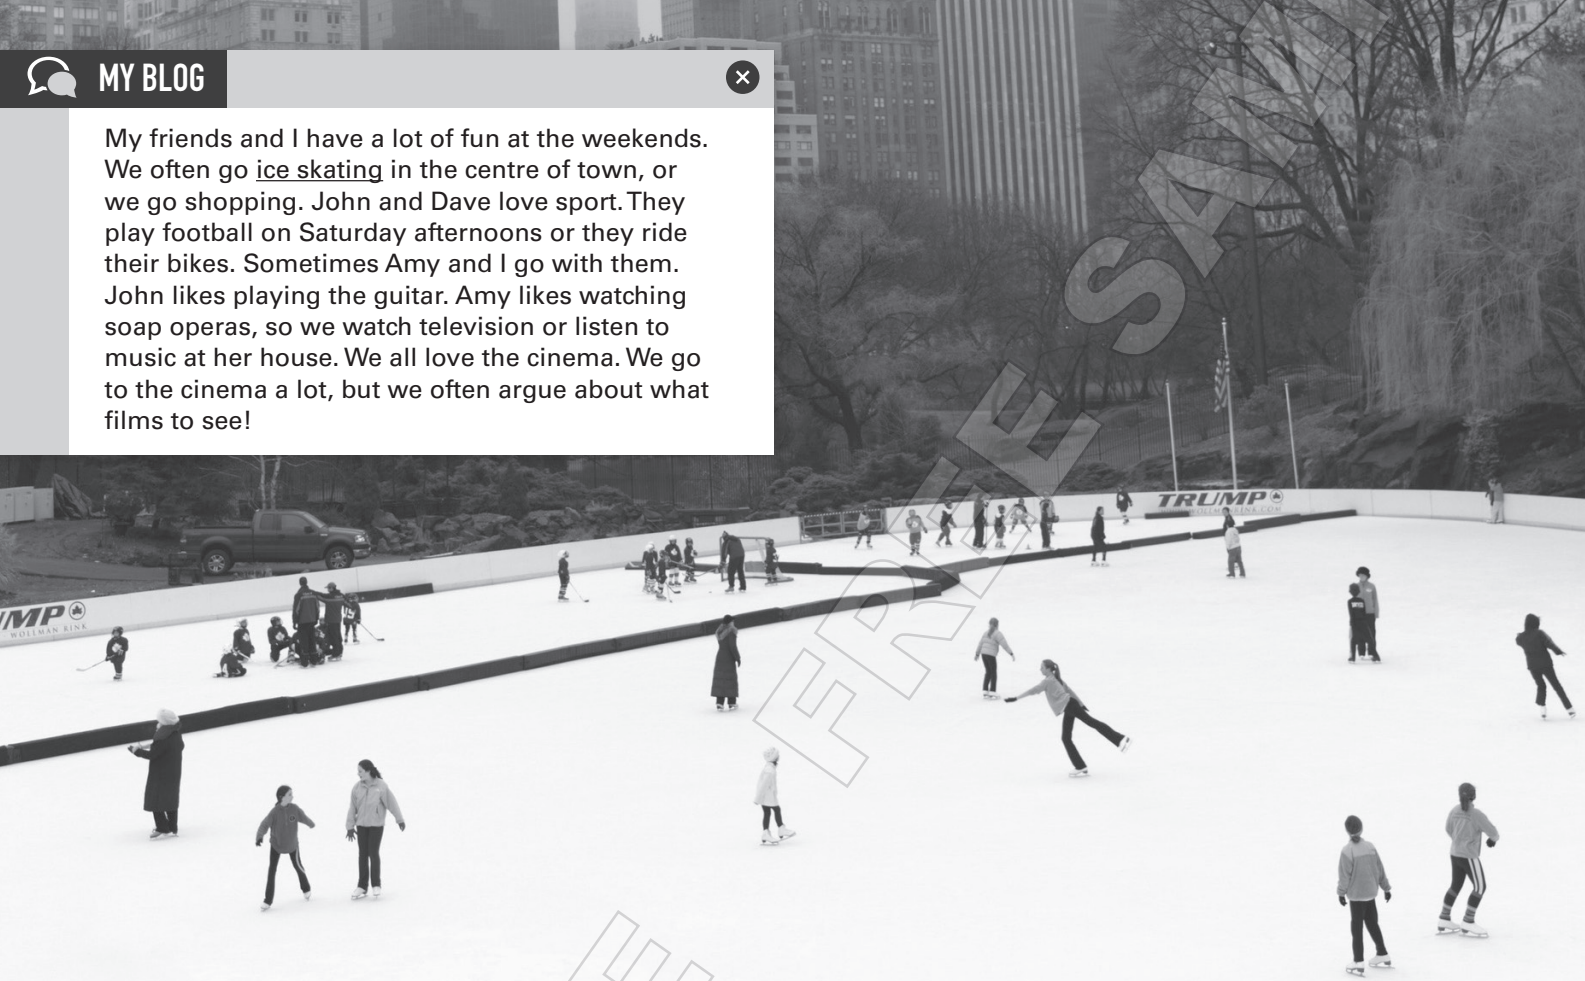 MY BLOG
My friends and I have a lot of fun at the weekends.
We often go ice skating in the centre of town, or
we go shopping. John and Dave love sport. They
play football on Saturday afternoons or they ride
their bikes. Sometimes Amy and I go with them.
John likes playing the guitar. Amy likes watching
soap operas, so we watch television or listen to
music at her house. We all love the cinema. We go
to the cinema a lot, but we often argue about what
films to see!
TRUMP
WOLLMANRINK.COM
MP
WOLLMAN RINK
FREE SAM